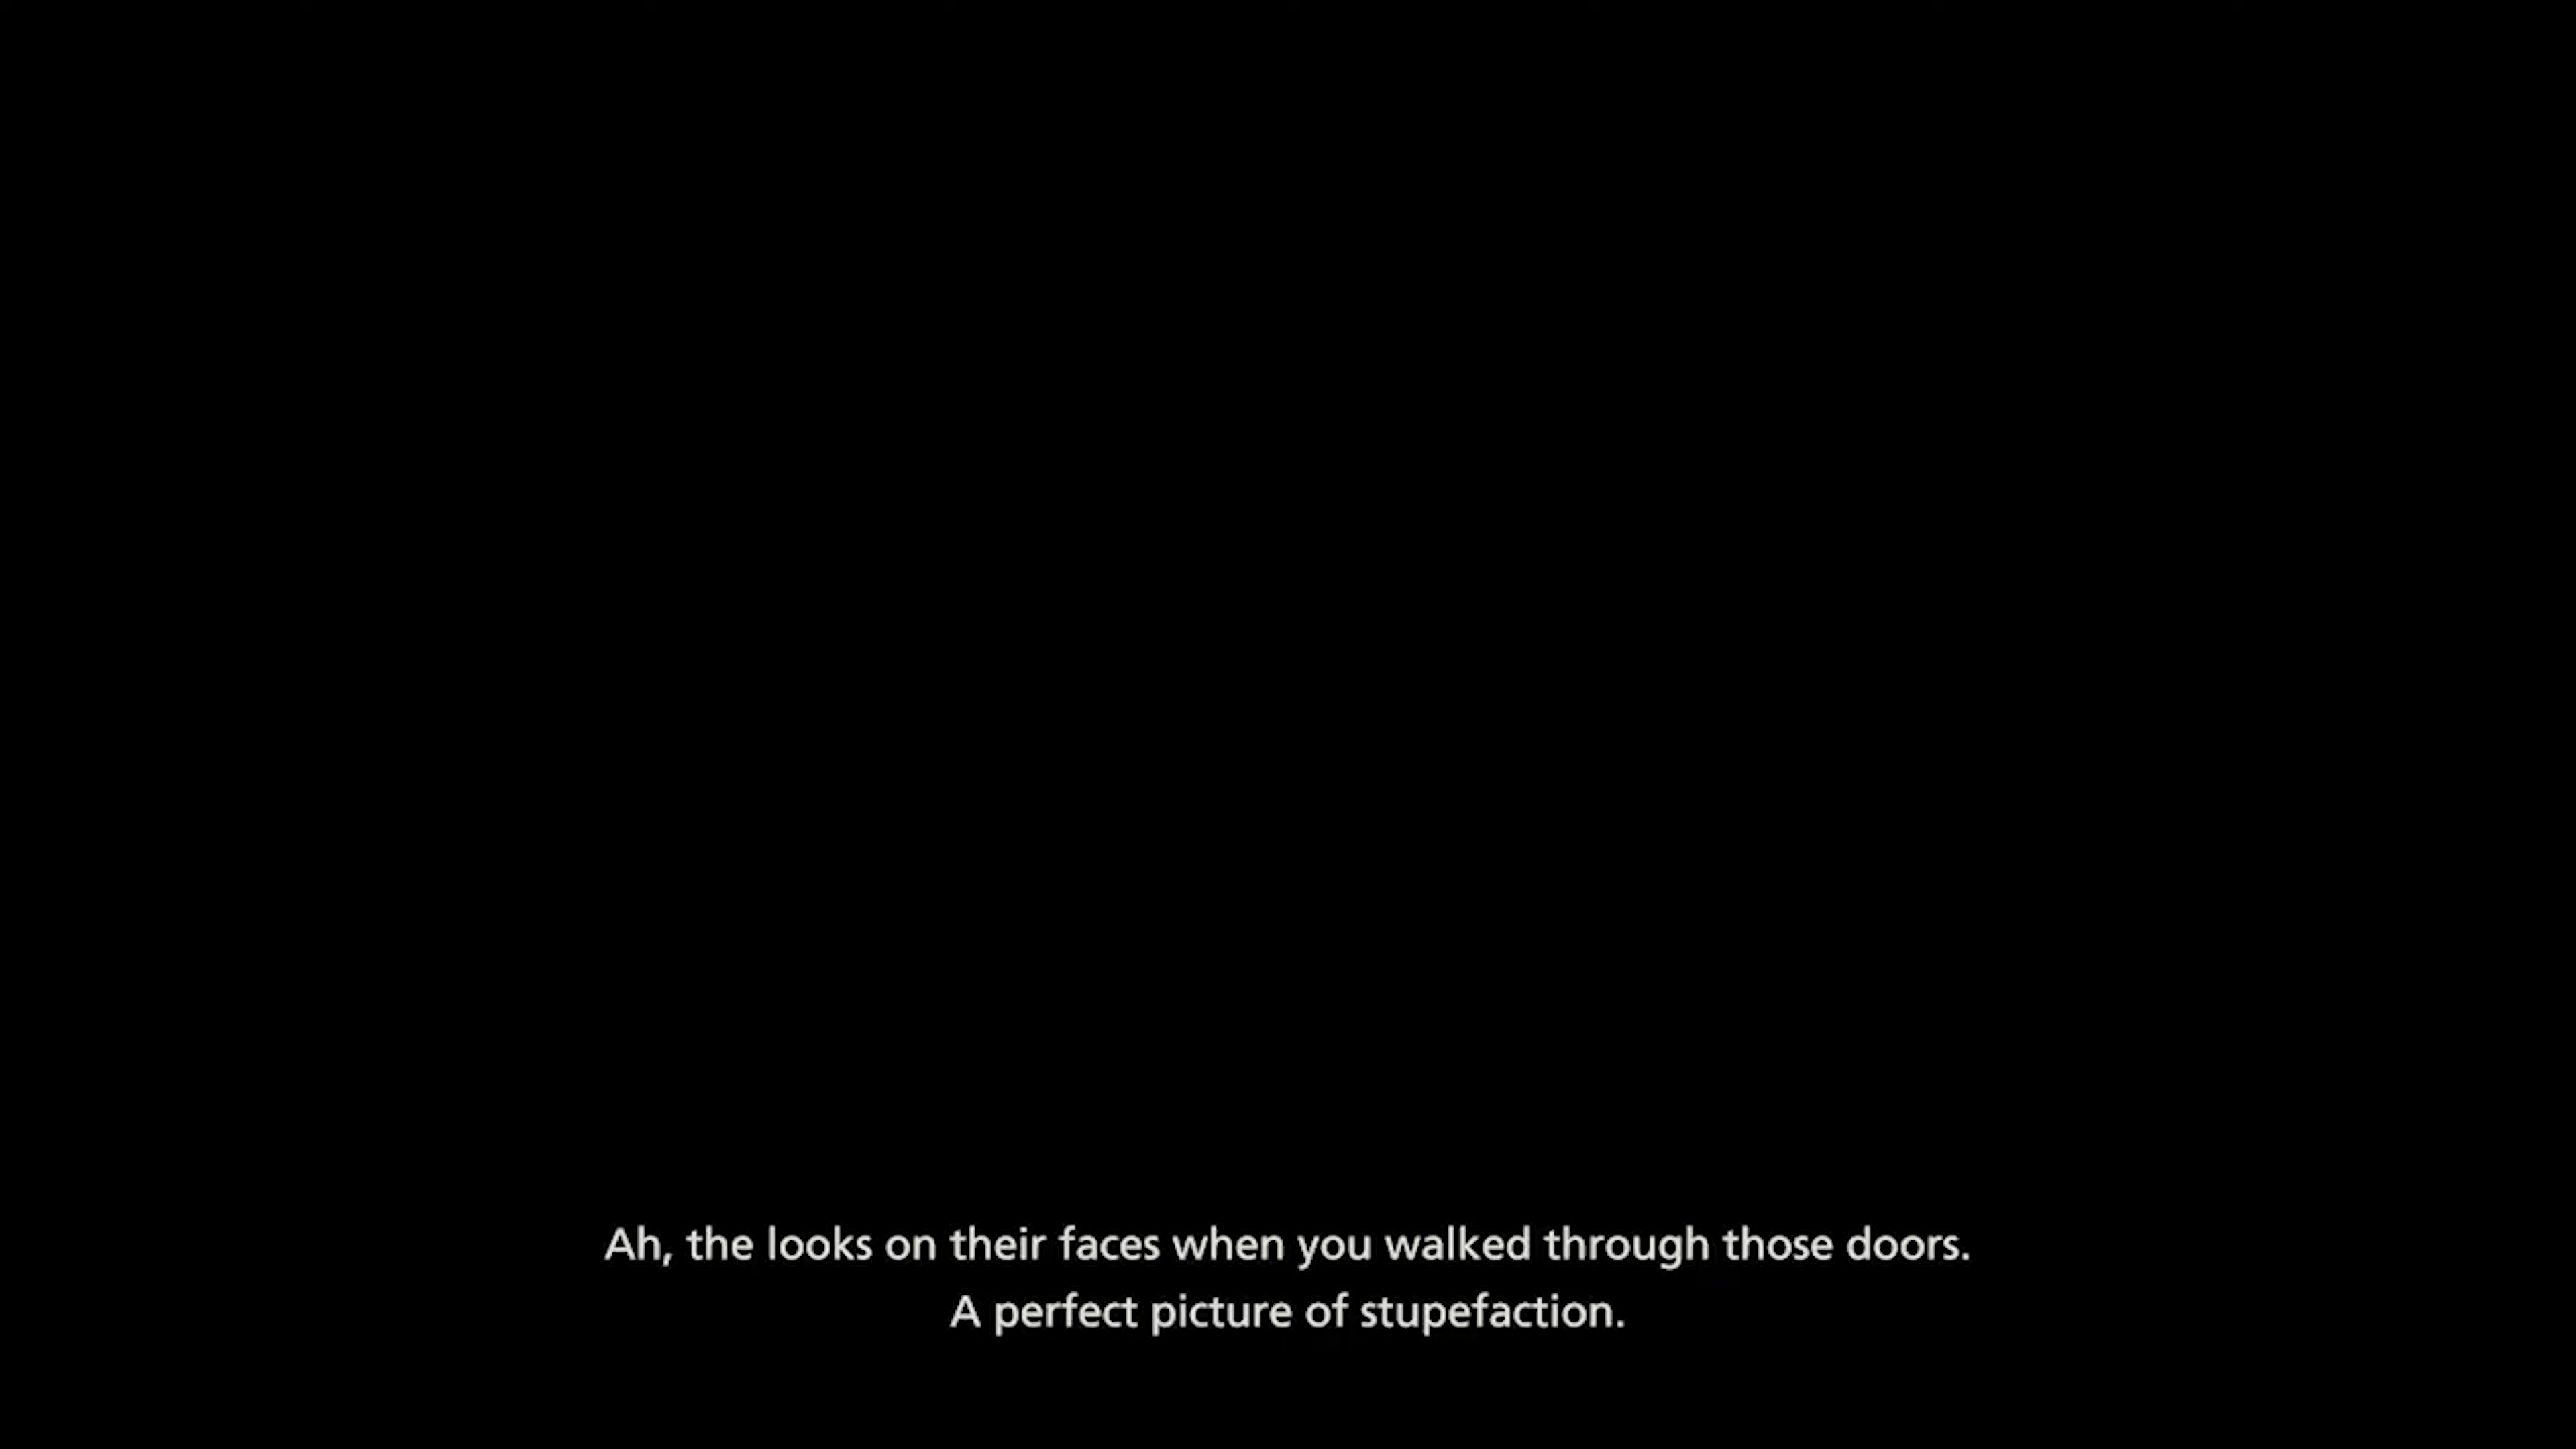 Ah, the looks on their faces when you walked through those doors.
A perfect picture of stupefaction.